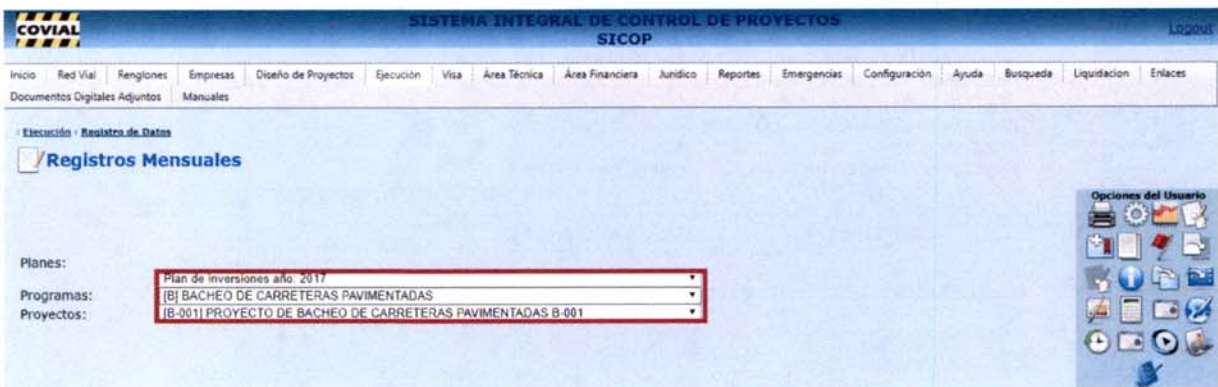 COVIAL
SISTEMA INTEGRAL DE CONTROL DE PROYECTOS
SICOP
Logout
Inicio Red Vial Renglones Empresas Diseño de Proyectos Ejecución Visa Área Técnica Área Financiera Jurídico Reportes Emergencias Configuración Ayuda Busqueda Liquidacion Enlaces
Documentos Digitales Adjuntos Manuales
: Ejecución : Registro de Datos
Registros Mensuales
Opciones del Usuario
Planes:
Plan de inversiones año: 2017
Programas: [B] BACHEO DE CARRETERAS PAVIMENTADAS
Proyectos: [B-001] PROYECTO DE BACHEO DE CARRETERAS PAVIMENTADAS B-001